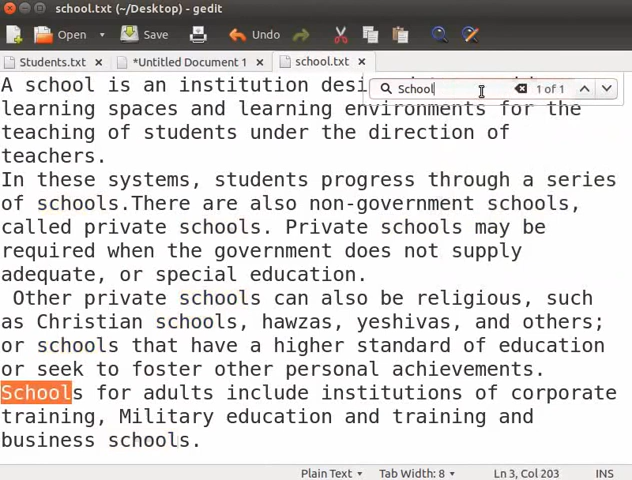 school.txt (~/Desktop) - gedit
Open Save Undo
Students.txt *Untitled Document 1 school.txt
School 1 of 1
A school is an institution desi
learning spaces and learning environments for the
teaching of students under the direction of
teachers.
In these systems, students progress through a series
of schools.There are also non-government schools,
called private schools. Private schools may be
required when the government does not supply
adequate, or special education.
Other private schools can also be religious, such
as Christian schools, hawzas, yeshivas, and others;
or schools that have a higher standard of education
or seek to foster other personal achievements.
Schools for adults include institutions of corporate
training, Military education and training and
business schools.
Plain Text Tab Width: 8 Ln 3, Col 203 INS